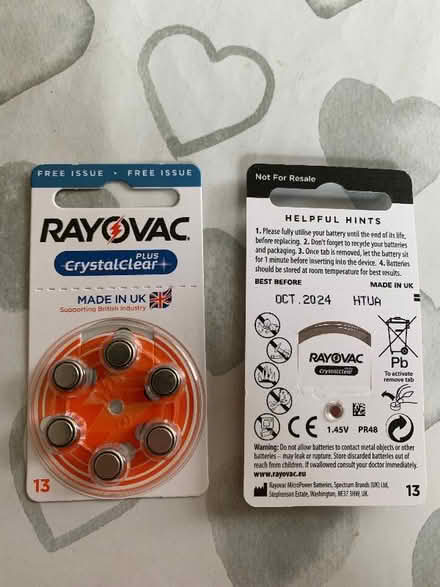 FREE ISSUE • FREE ISSUE
RAYOVAC
PLUS
CrystalClear
MADE IN UK
Supporting British Industry
13
Not For Resale
HELPFUL HINTS
1. Please fully utilise your battery until the end of its life,
before replacing. 2. Don't forget to recycle your batteries
and packaging. 3. Once tab is removed, let the battery sit
for 1 minute before inserting into the device. 4. Batteries
should be stored at room temperature for best results.
BEST BEFORE MADE IN UK
OCT.2024 HTUA
RAYOVAC
PLUS
CrystalClear
Pb
To activate
remove tab
CE 1.45V PR48
Warning: Do not allow batteries to contact metal objects or other
batteries – may leak or rupture. Store discarded batteries out of
reach from children. If swallowed consult your doctor immediately.
www.rayovac.eu
Rayovac MicroPower Batteries, Spectrum Brands (UK) Ltd,
Stephenson Estate, Washington, NE37 3HW, UK.
13